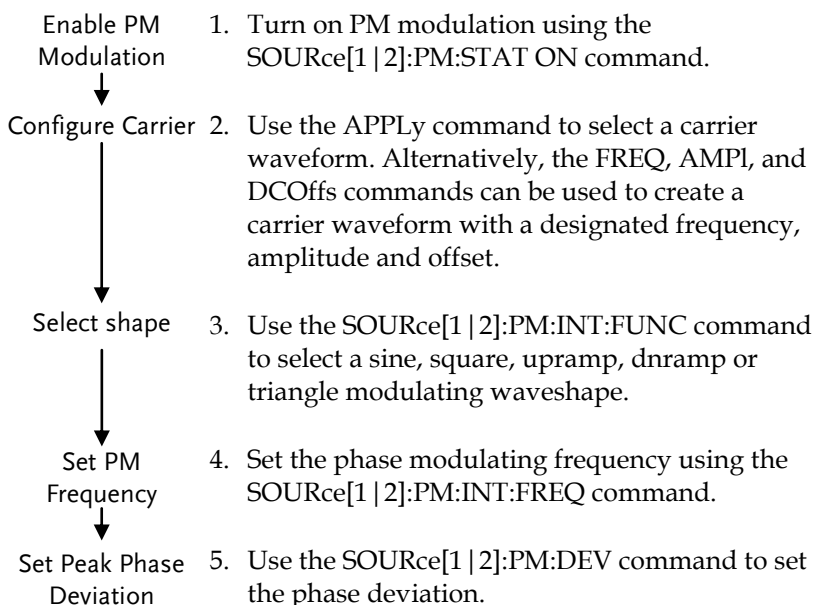 Enable PM
Modulation
1. Turn on PM modulation using the
SOURce[1|2]:PM:STAT ON command.
Configure Carrier
2. Use the APPLy command to select a carrier
waveform. Alternatively, the FREQ, AMPl, and
DCOffs commands can be used to create a
carrier waveform with a designated frequency,
amplitude and offset.
Select shape
3. Use the SOURce[1|2]:PM:INT:FUNC command
to select a sine, square, upramp, dnramp or
triangle modulating waveshape.
Set PM
Frequency
4. Set the phase modulating frequency using the
SOURce[1|2]:PM:INT:FREQ command.
Set Peak Phase
Deviation
5. Use the SOURce[1|2]:PM:DEV command to set
the phase deviation.